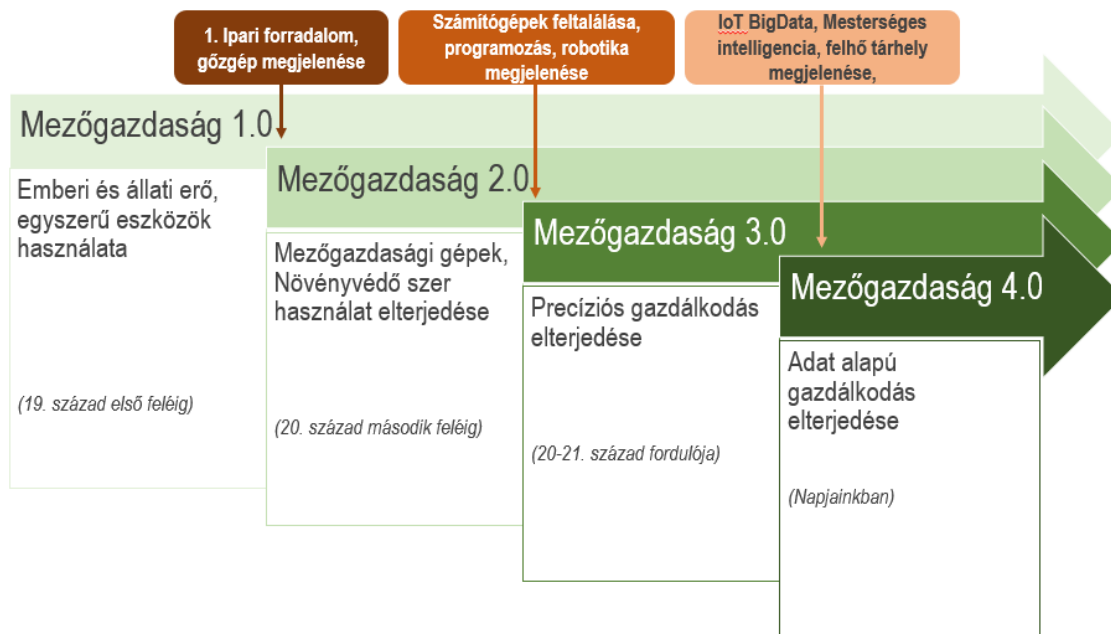 1. Ipari forradalom,
gőzgép megjelenése
Számítógépek feltalálása,
programozás, robotika
megjelenése
IoT BigData, Mesterséges
intelligencia, felhő tárhely
megjelenése,
Mezőgazdaság 1.0
Emberi és állati erő,
egyszerű eszközök
használata
(19. század első feléig)
Mezőgazdaság 2.0
Mezőgazdasági gépek,
Növényvédő szer
használat elterjedése
(20. század második feléig)
Mezőgazdaság 3.0
Precíziós gazdálkodás
elterjedése
(20-21. század fordulója)
Mezőgazdaság 4.0
Adat alapú
gazdálkodás
elterjedése
(Napjainkban)